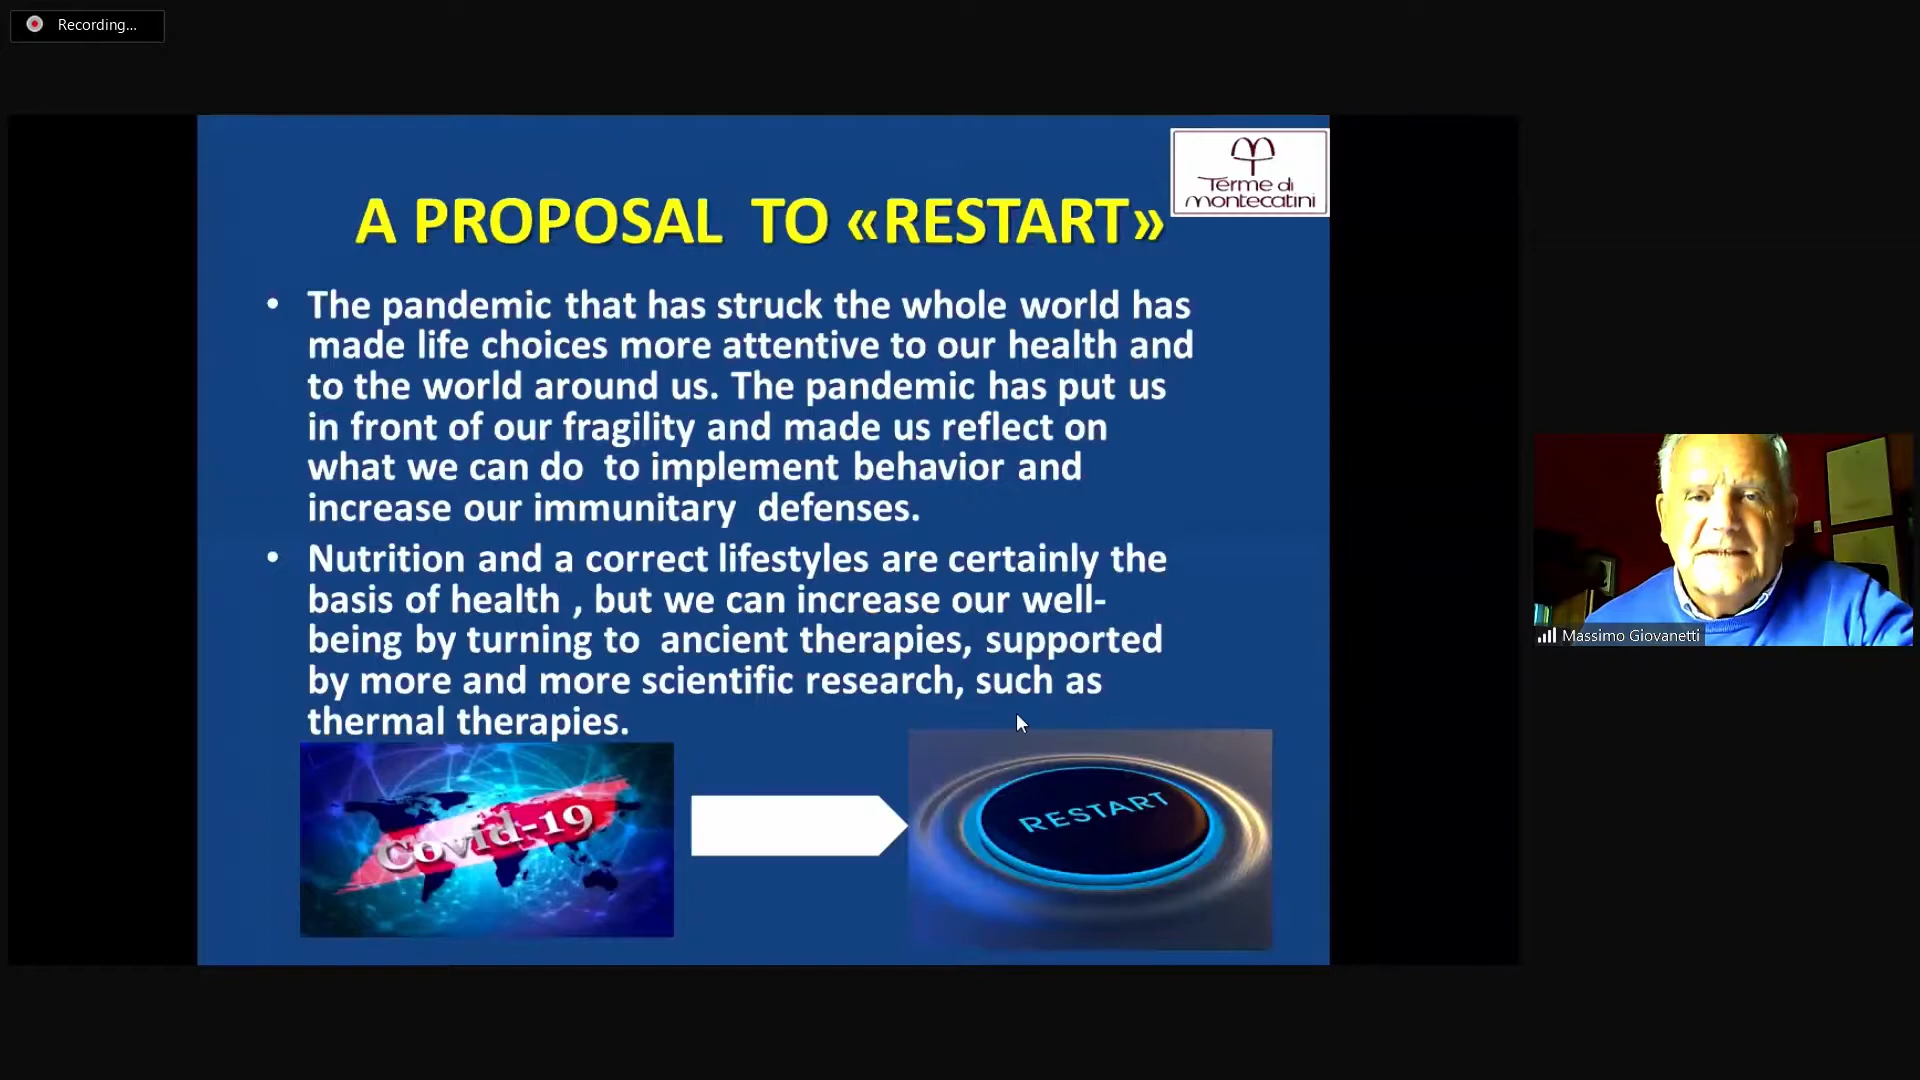 Recording...
Terme di
montecatini
A PROPOSAL TO «RESTART»
• The pandemic that has struck the whole world has
made life choices more attentive to our health and
to the world around us. The pandemic has put us
in front of our fragility and made us reflect on
what we can do to implement behavior and
increase our immunitary defenses.
• Nutrition and a correct lifestyles are certainly the
basis of health , but we can increase our well-
being by turning to ancient therapies, supported
by more and more scientific research, such as
thermal therapies.
Covid-19
RESTART
Massimo Giovanetti